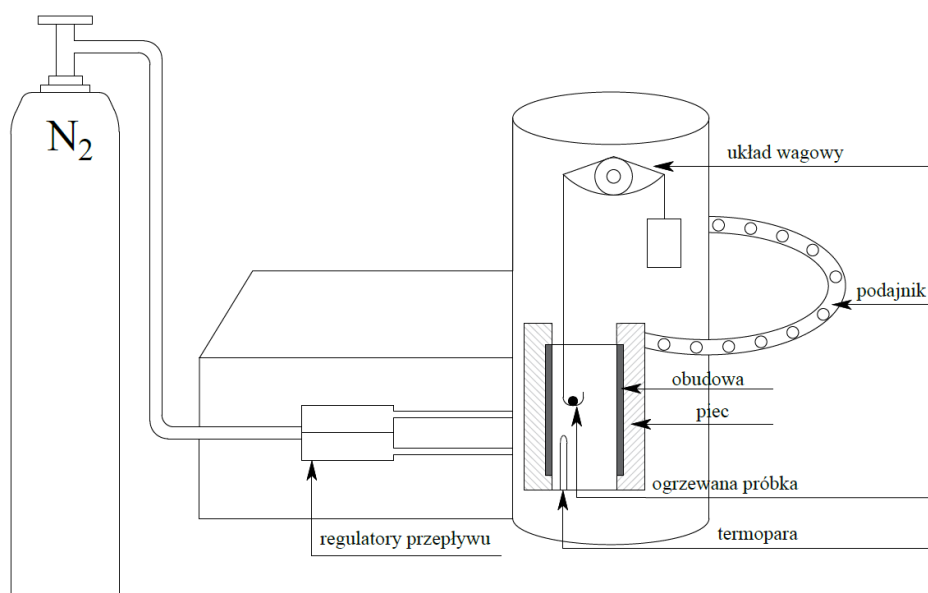 N₂
układ wagowy
podajnik
obudowa
piec
ogrzewana próbka
termopara
regulatory przepływu